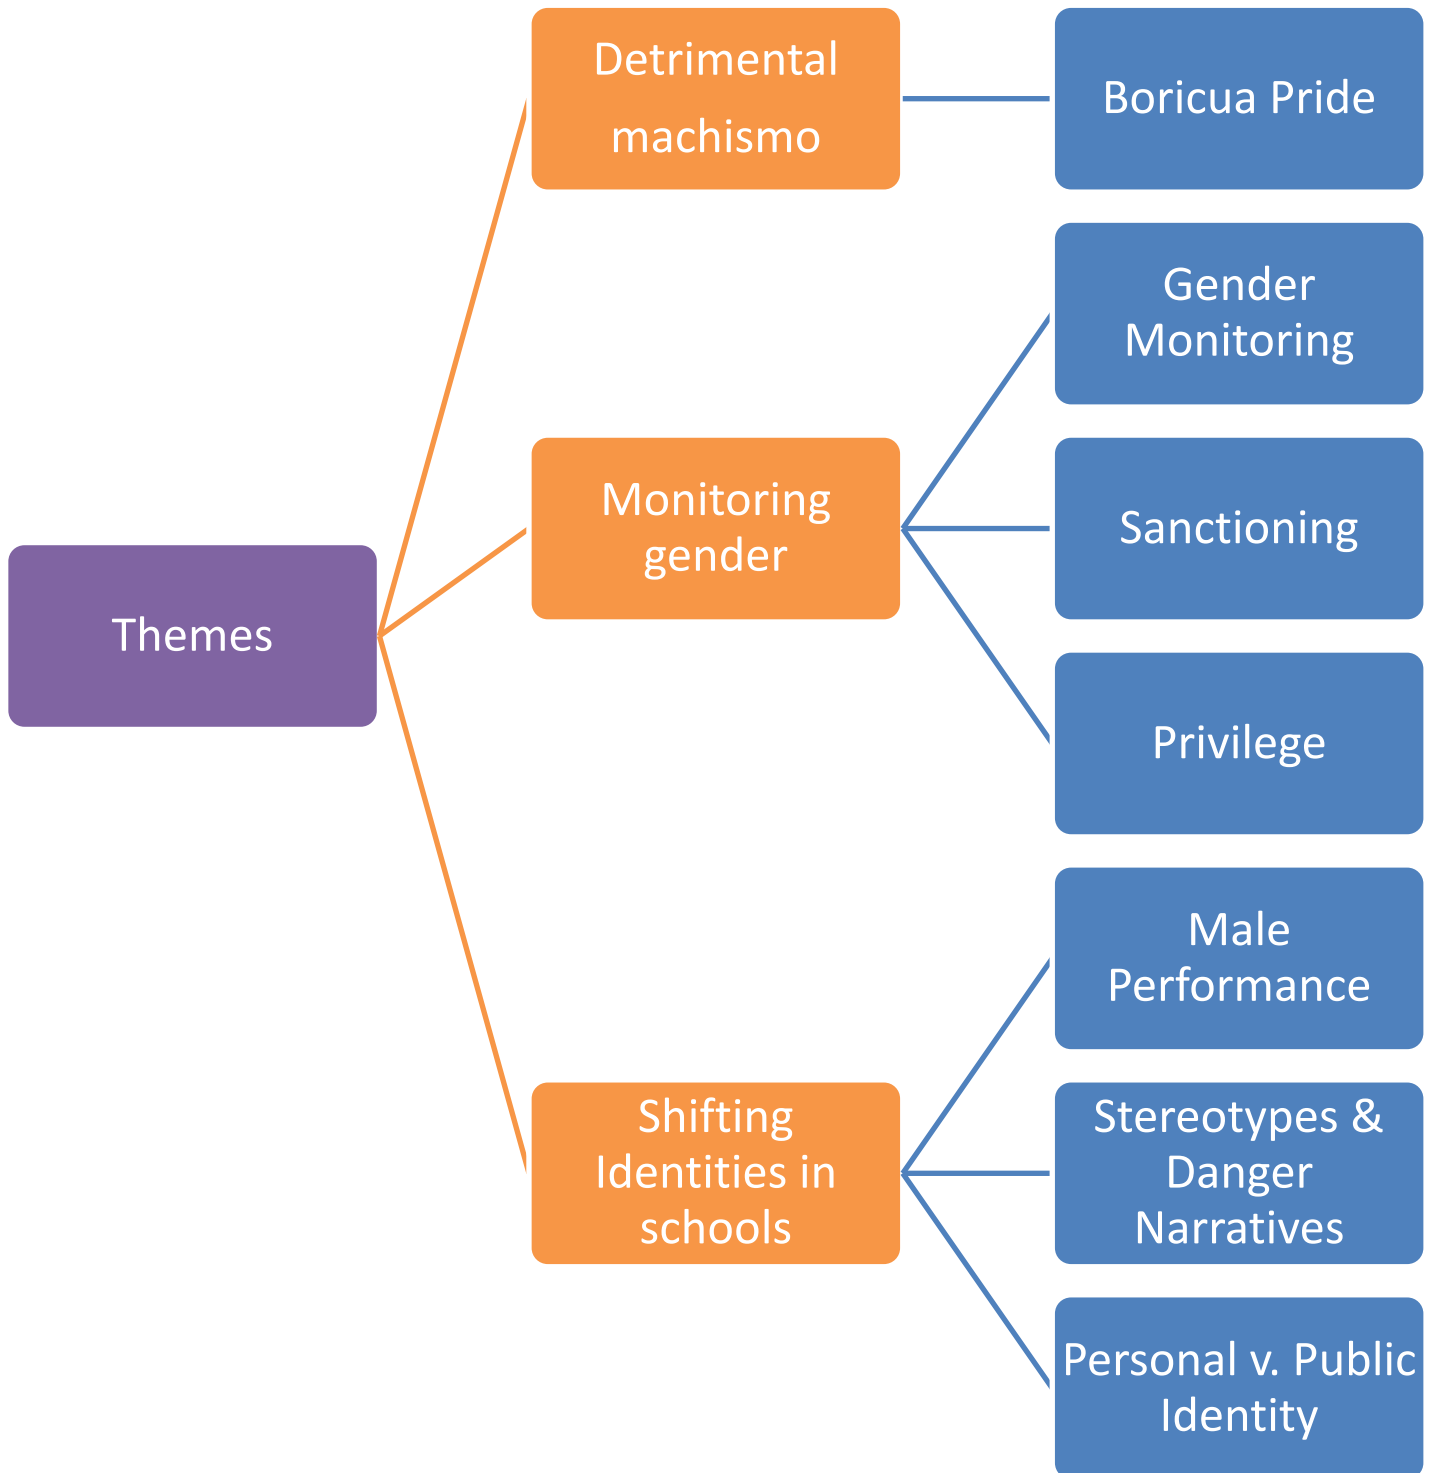 Themes
Detrimental
machismo
Boricua Pride
Monitoring
gender
Gender
Monitoring
Sanctioning
Privilege
Shifting
Identities in
schools
Male
Performance
Stereotypes &
Danger
Narratives
Personal v. Public
Identity